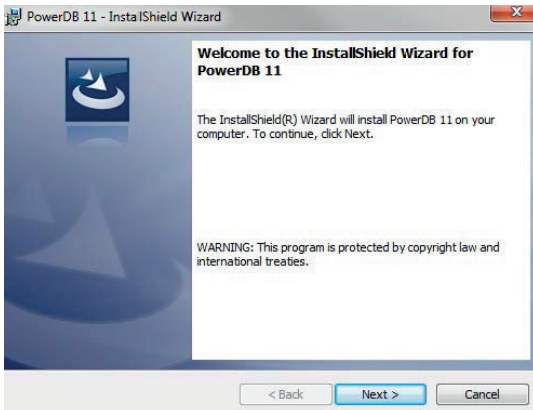 PowerDB 11 - InstallShield Wizard
Welcome to the InstallShield Wizard for
PowerDB 11
The InstallShield(R) Wizard will install PowerDB 11 on your
computer. To continue, click Next.
WARNING: This program is protected by copyright law and
international treaties.
< Back
Next >
Cancel